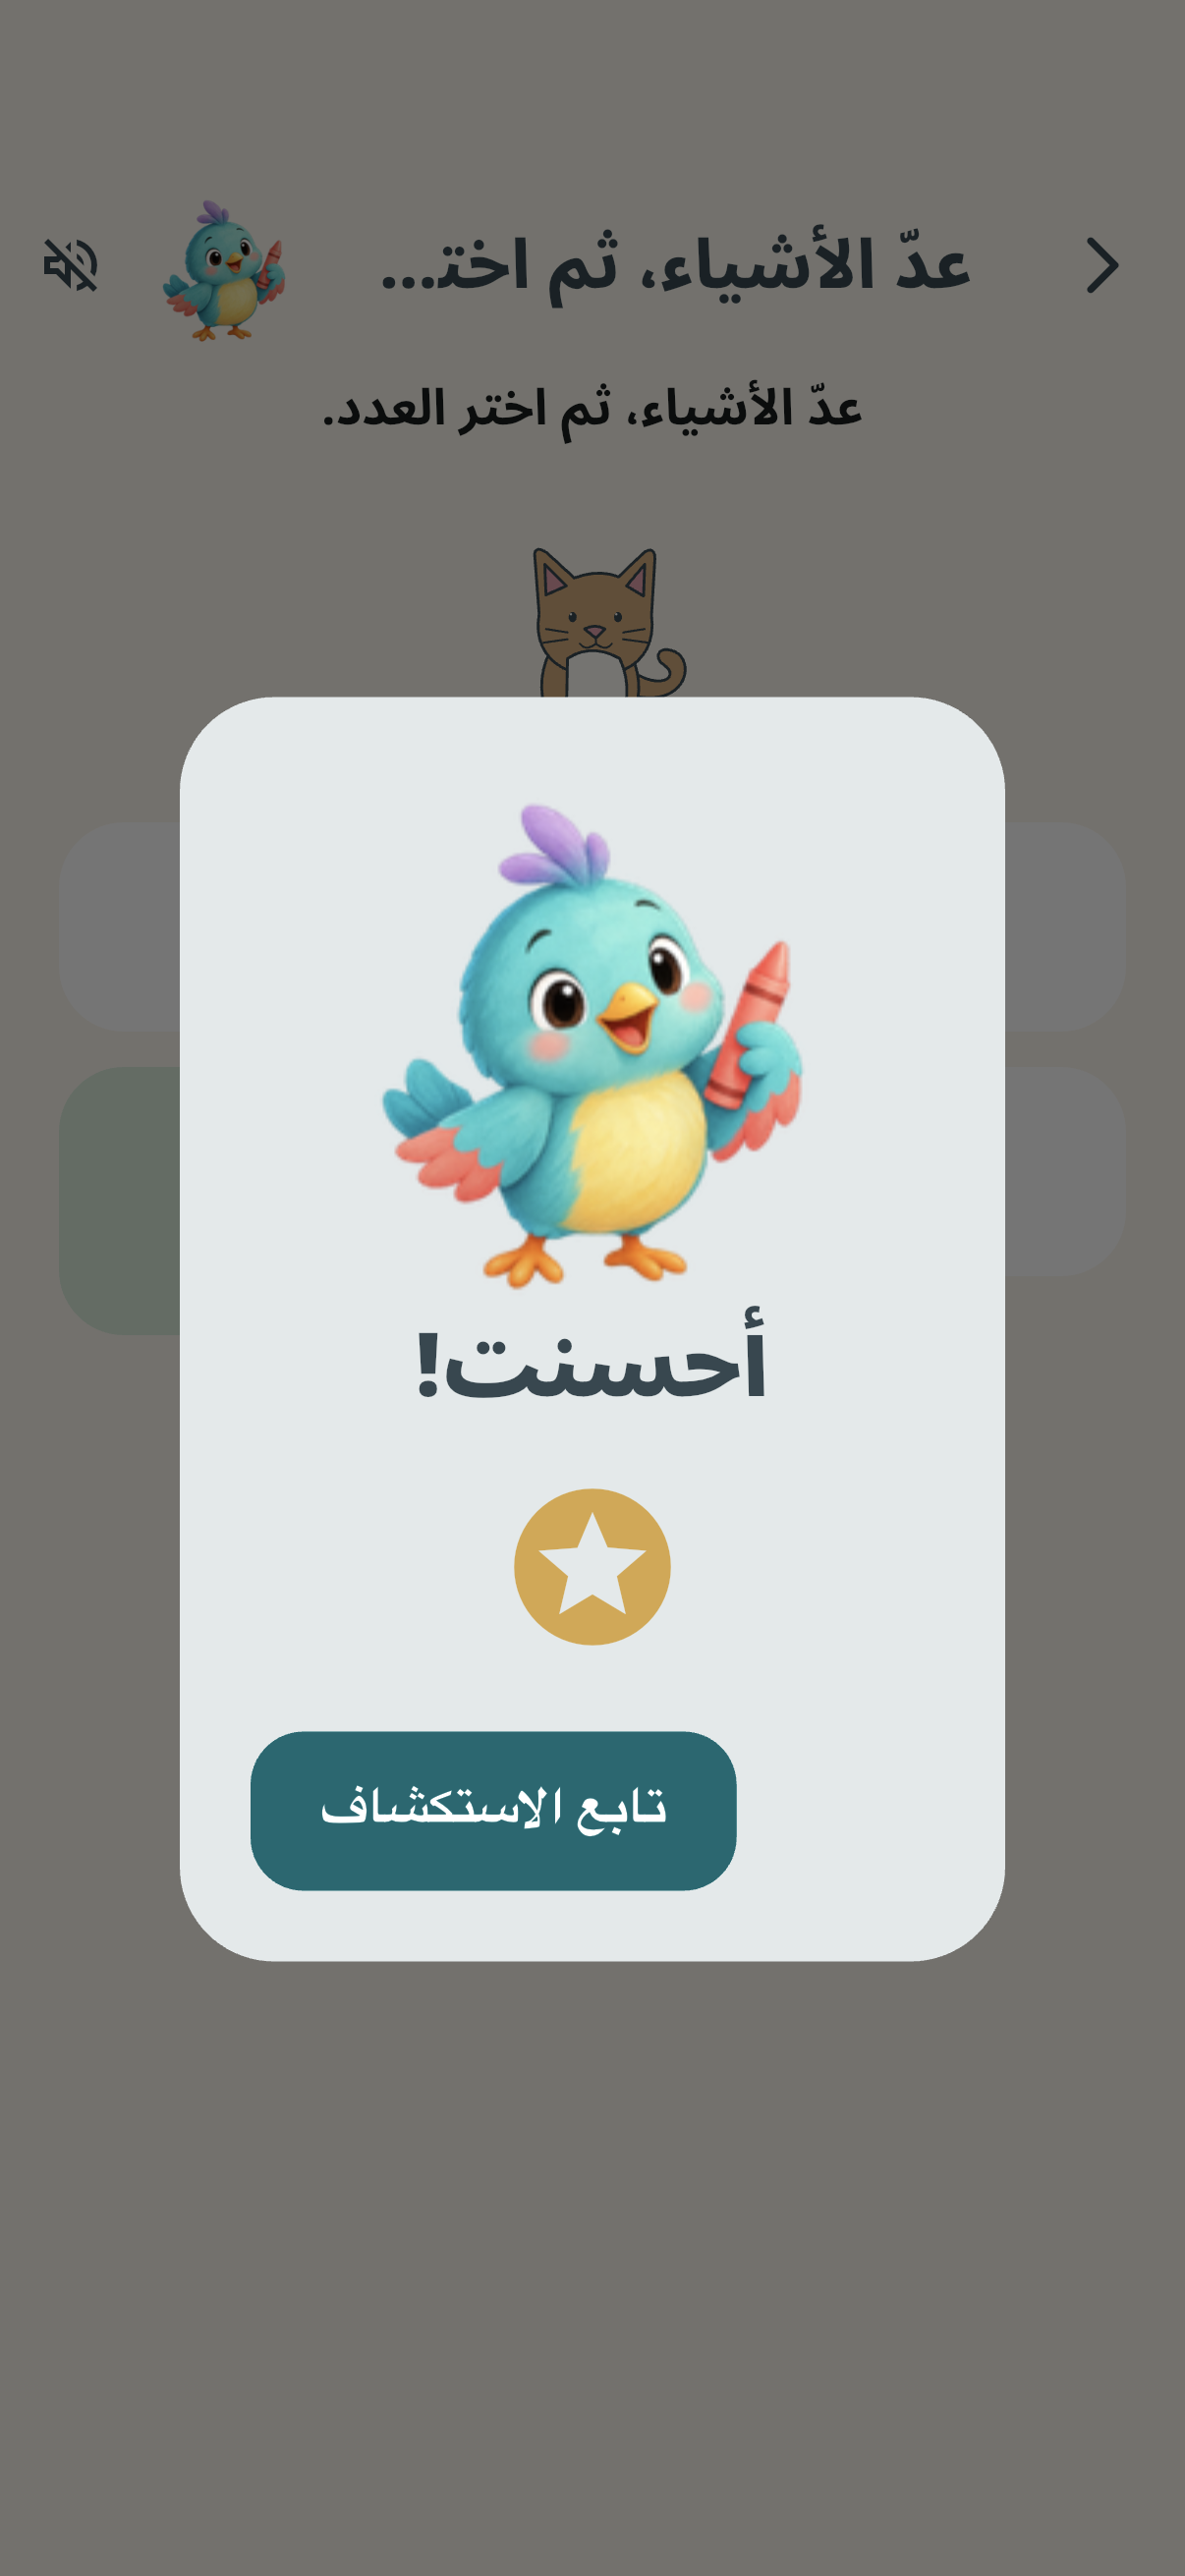 عدّ الأشياء، ثم اختـ...
عدّ الأشياء، ثم اختر العدد.
أحسنت!
تابع الاستكشاف